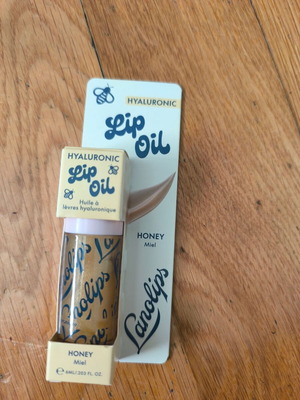 HYALURONIC
Lip
Oil
HONEY
Miel
Lanolips
HYALURONIC
Lip
Oil
Huile à
lèvres hyaluronique
Lanolips
HONEY
Miel